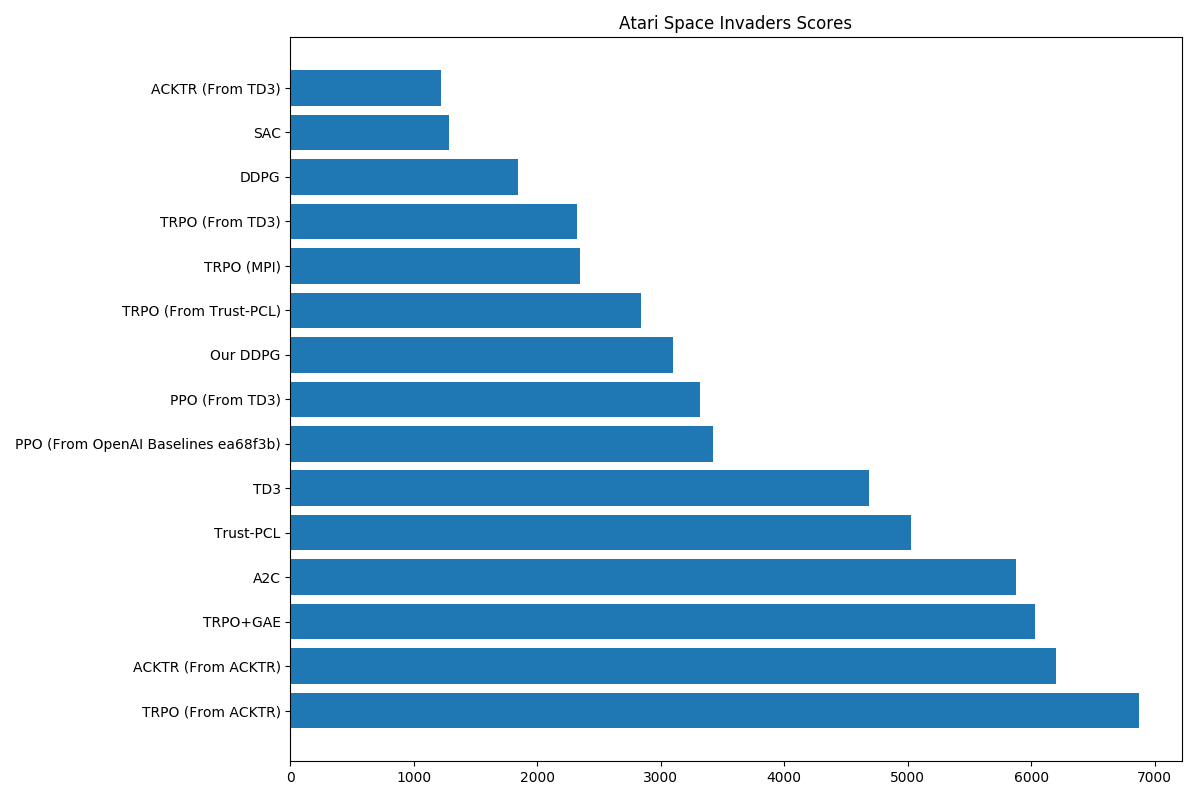 Atari Space Invaders Scores
ACKTR (From TD3)
SAC
DDPG
TRPO (From TD3)
TRPO (MPI)
TRPO (From Trust-PCL)
Our DDPG
PPO (From TD3)
PPO (From OpenAI Baselines ea68f3b)
TD3
Trust-PCL
A2C
TRPO+GAE
ACKTR (From ACKTR)
TRPO (From ACKTR)
0 1000 2000 3000 4000 5000 6000 7000